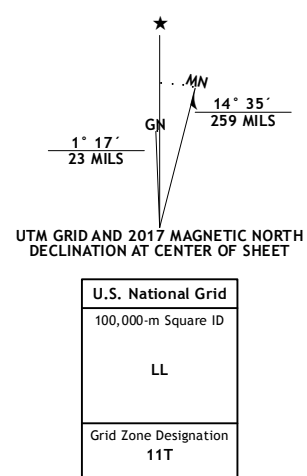 ★
MN
GN
14° 35´
259 MILS
1° 17´
23 MILS
UTM GRID AND 2017 MAGNETIC NORTH
DECLINATION AT CENTER OF SHEET
U.S. National Grid
100,000-m Square ID
LL
Grid Zone Designation
11T